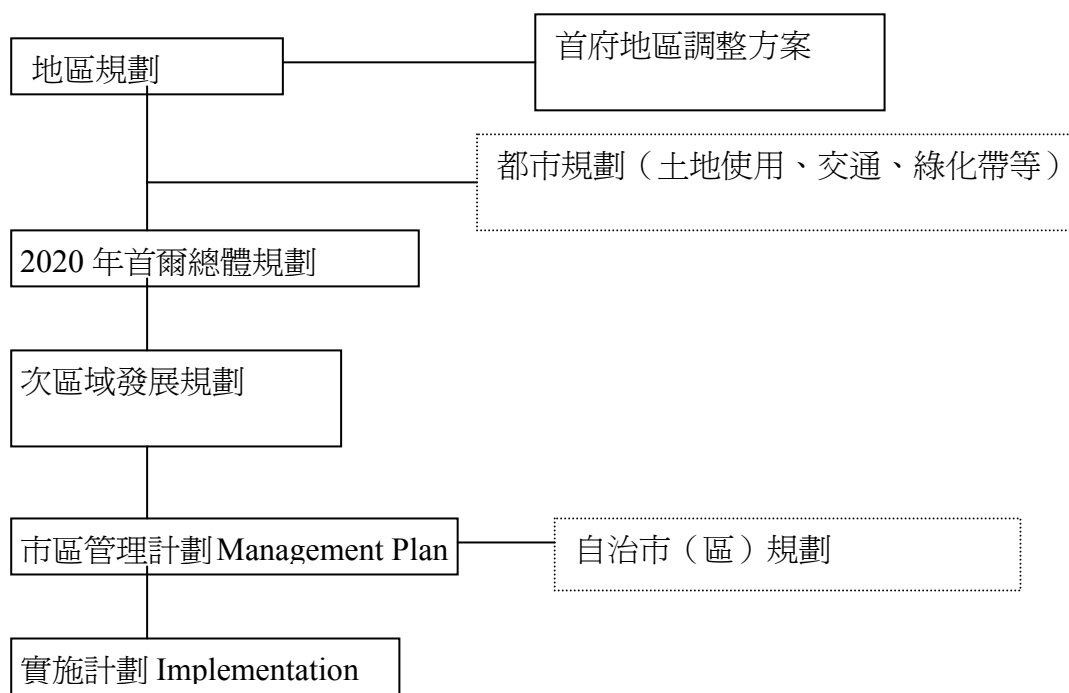 地區規劃
首府地區調整方案
都市規劃（土地使用、交通、綠化帶等）
2020 年首爾總體規劃
次區域發展規劃
市區管理計劃 Management Plan
自治市（區）規劃
實施計劃 Implementation